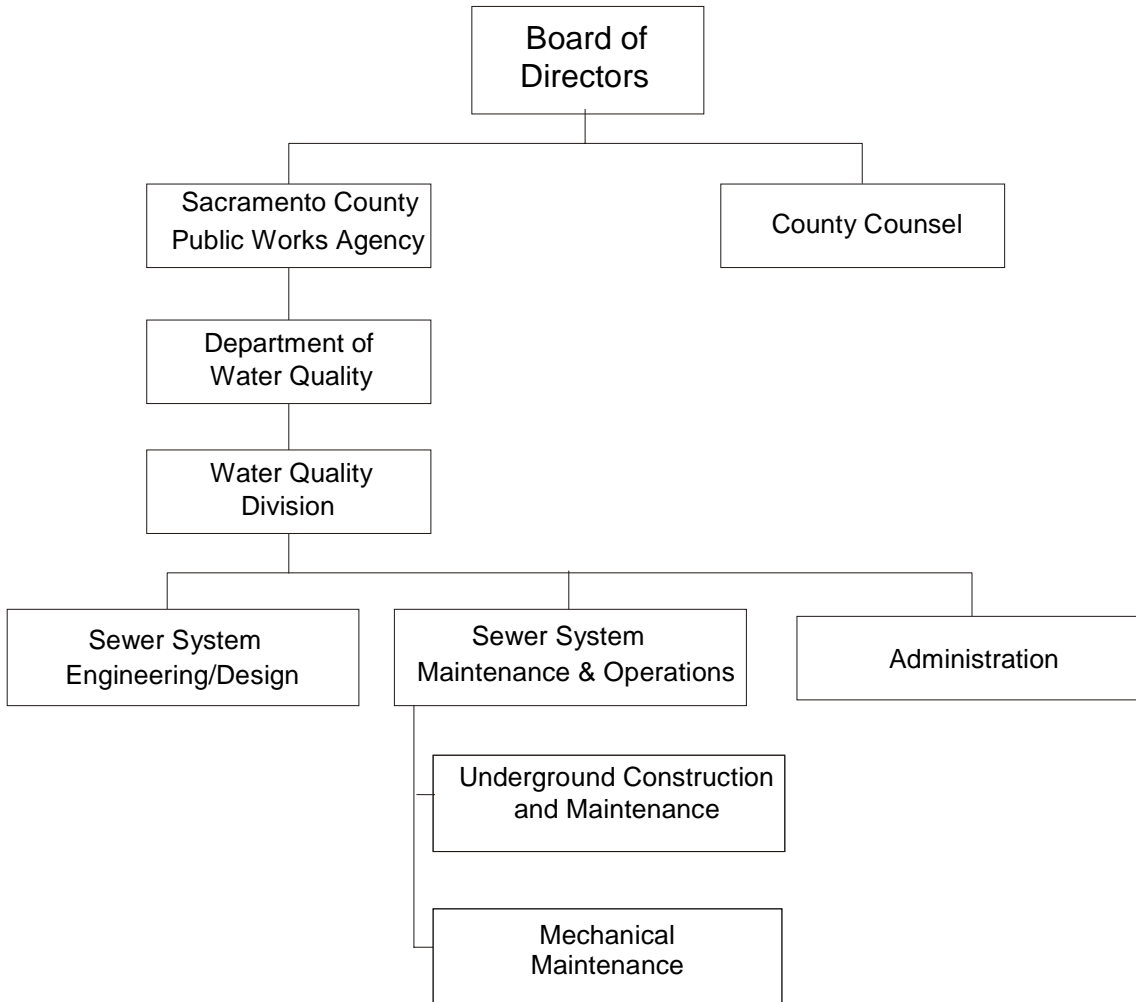 Board of
Directors
Sacramento County
Public Works Agency
County Counsel
Department of
Water Quality
Water Quality
Division
Sewer System
Engineering/Design
Sewer System
Maintenance & Operations
Administration
Underground Construction
and Maintenance
Mechanical
Maintenance